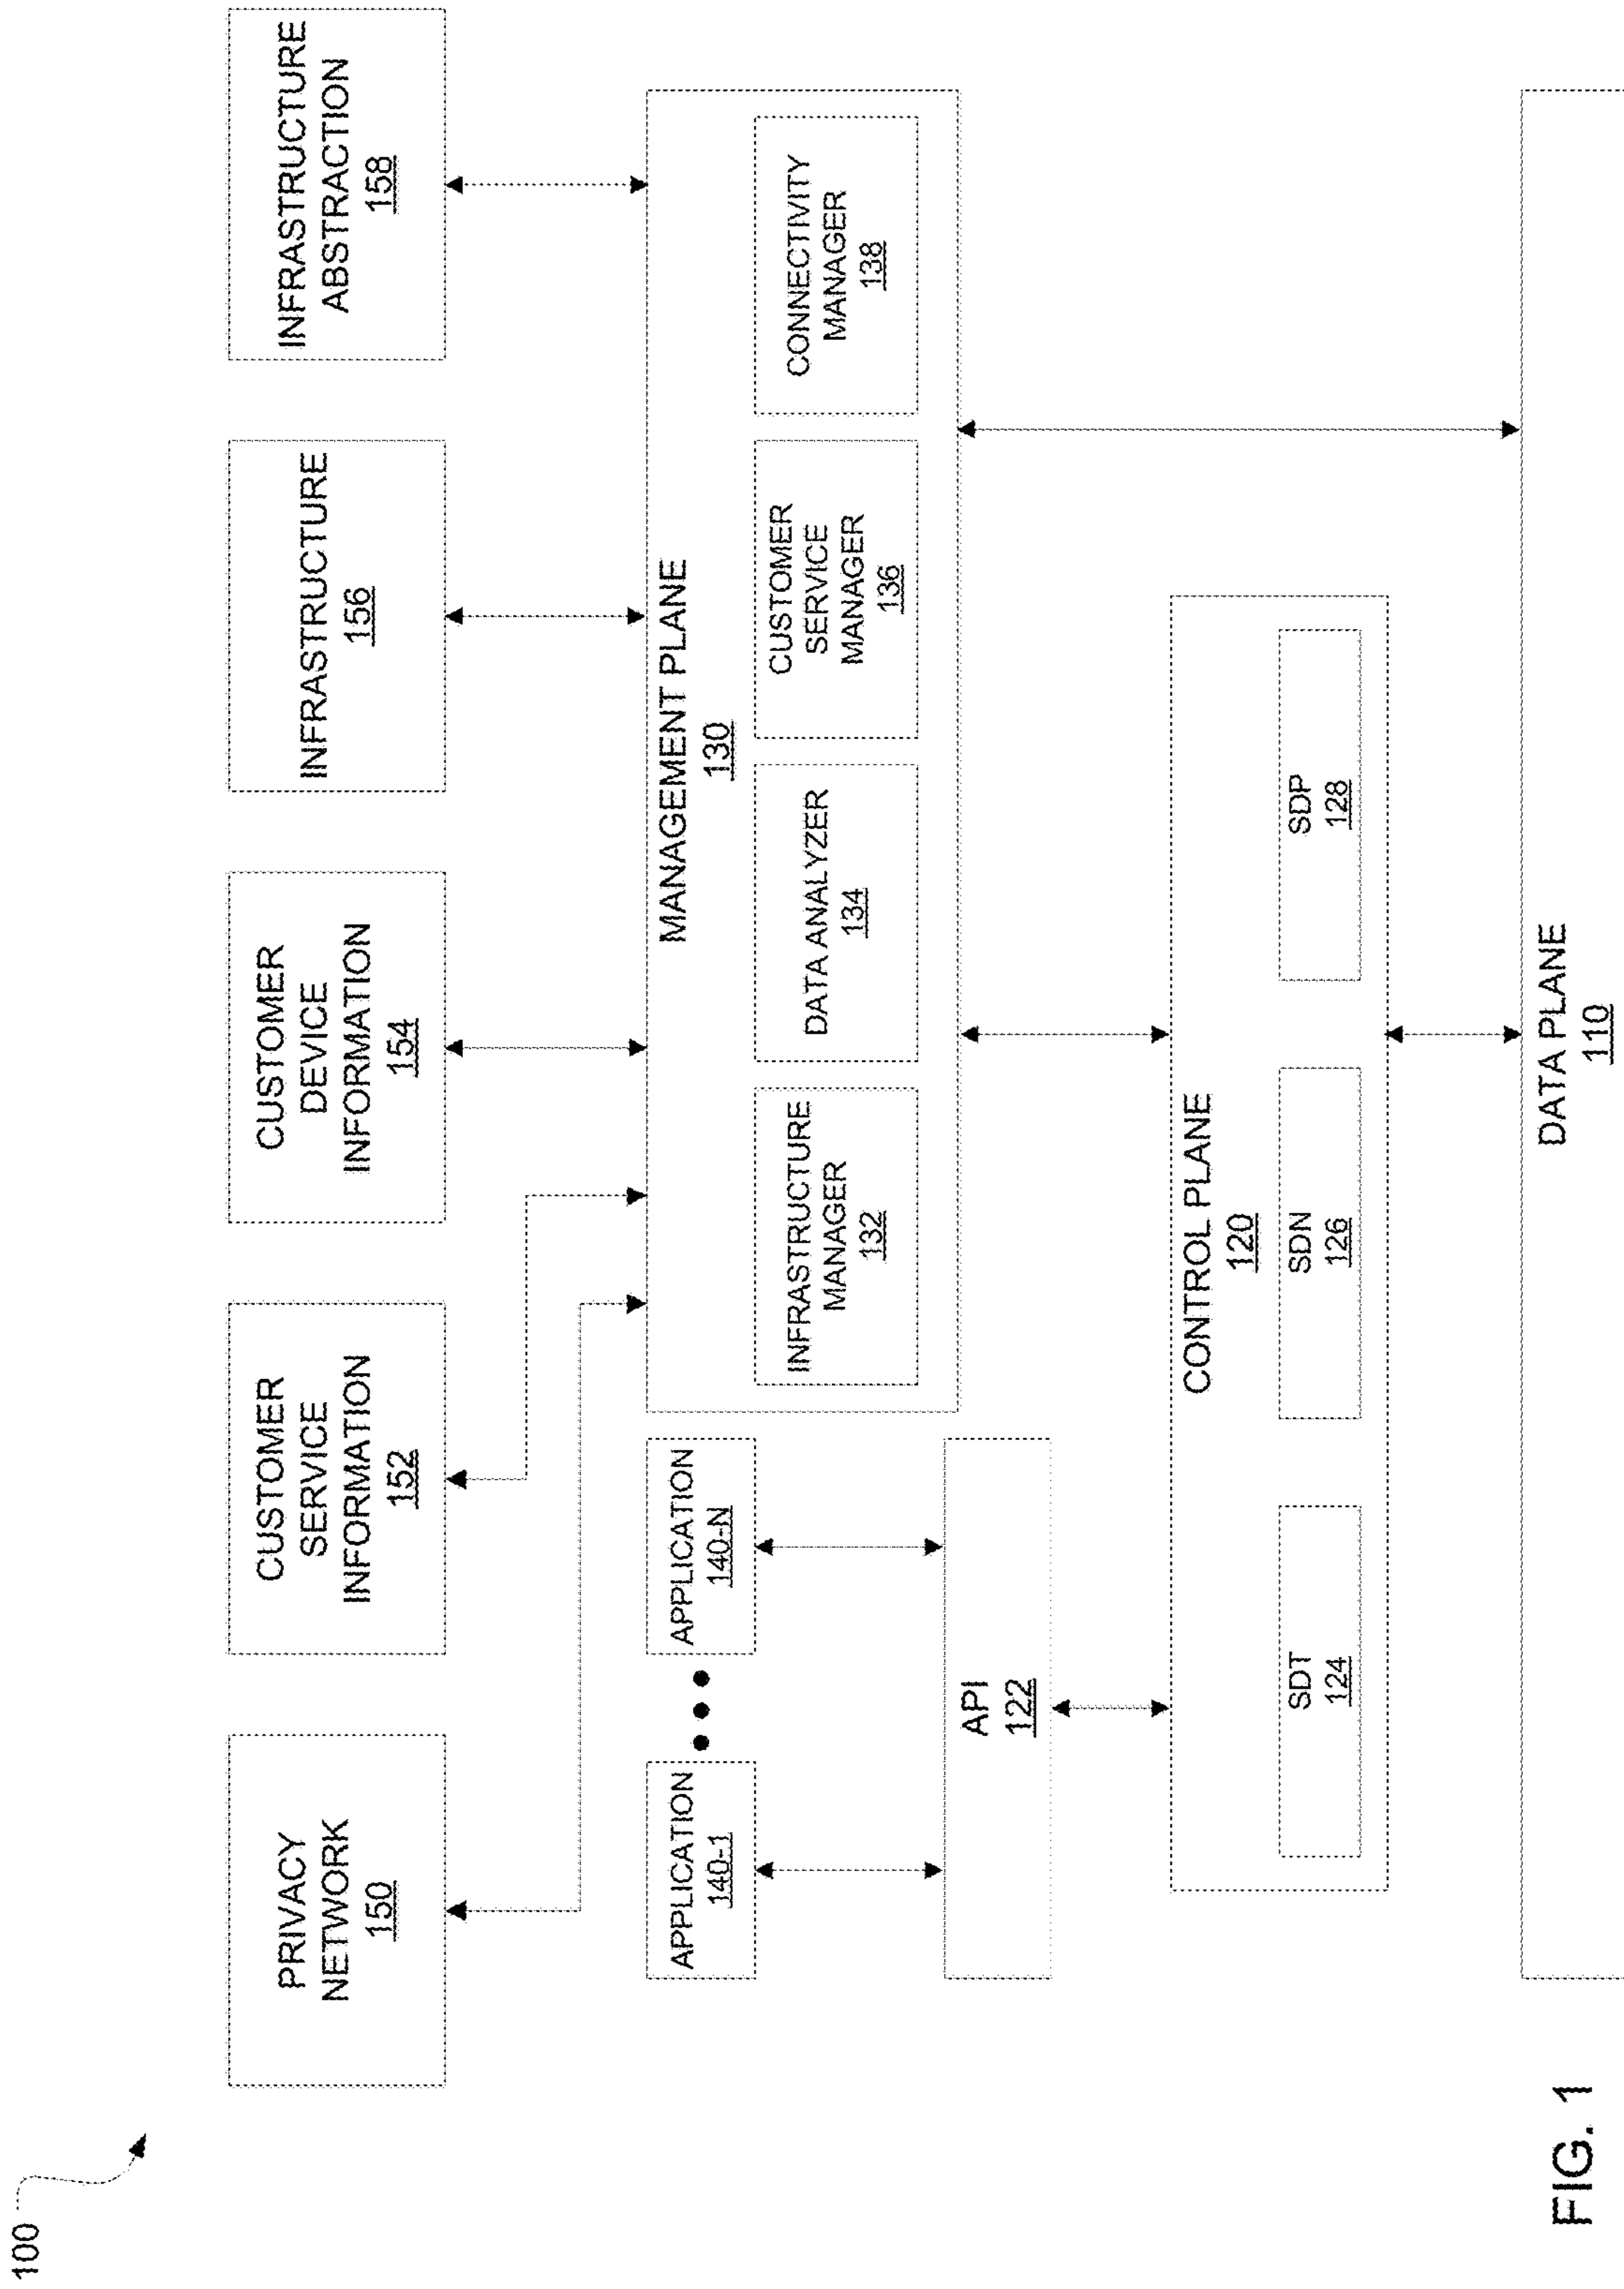 100
PRIVACY
NETWORK
150
CUSTOMER
SERVICE
INFORMATION
152
CUSTOMER
DEVICE
INFORMATION
154
INFRASTRUCTURE
156
INFRASTRUCTURE
ABSTRACTION
158
APPLICATION
140-1
APPLICATION
140-N
MANAGEMENT PLANE
130
INFRASTRUCTURE
MANAGER
132
DATA ANALYZER
134
CUSTOMER
SERVICE
MANAGER
136
CONNECTIVITY
MANAGER
138
API
122
CONTROL PLANE
120
SDT
124
SDN
126
SDP
128
DATA PLANE
110
FIG. 1